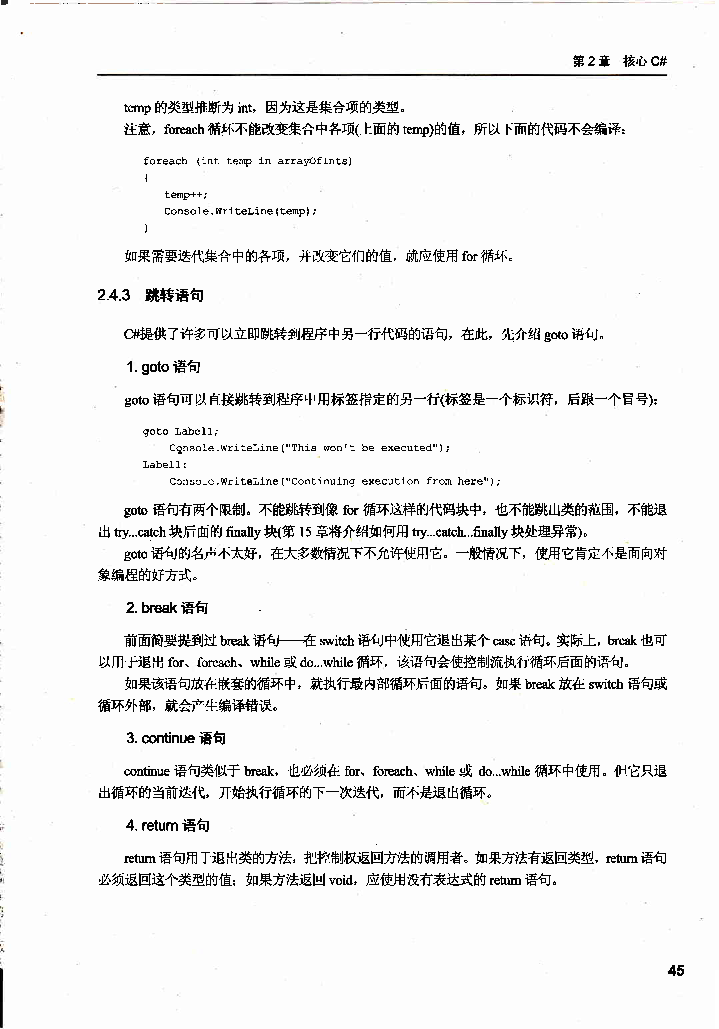 第2章 核心C#
temp 的类型推断为 int，因为这是集合项的类型。
注意，foreach 循环不能改变集合中各项(上面的 temp)的值，所以下面的代码不会编译：
foreach (int temp in arrayOfInts)
{
temp++;
Console.WriteLine(temp);
}
如果需要迭代集合中的各项，并改变它们的值，就应使用 for 循环。
2.4.3 跳转语句
C#提供了许多可以立即跳转到程序中另一行代码的语句，在此，先介绍 goto 语句。
1. goto 语句
goto 语句可以直接跳转到程序中用标签指定的另一行(标签是一个标识符，后跟一个冒号)：
goto Label1;
Console.WriteLine("This won't be executed");
Label1:
Console.WriteLine("Continuing execution from here");
goto 语句有两个限制。不能跳转到像 for 循环这样的代码块中，也不能跳出类的范围，不能退
出 try...catch 块后面的 finally 块(第 15 章将介绍如何用 try...catch...finally 块处理异常)。
goto 语句的名声不太好，在大多数情况下不允许使用它。一般情况下，使用它肯定不是面向对
象编程的好方式。
2. break 语句
前面简要提到过 break 语句——在 switch 语句中使用它退出某个 case 语句。实际上，break 也可
以用于退出 for、foreach、while 或 do...while 循环，该语句会使控制流执行循环后面的语句。
如果该语句放在嵌套的循环中，就执行最内部循环后面的语句。如果 break 放在 switch 语句或
循环外部，就会产生编译错误。
3. continue 语句
continue 语句类似于 break，也必须在 for、foreach、while 或 do...while 循环中使用。但它只退
出循环的当前迭代，开始执行循环的下一次迭代，而不是退出循环。
4. return 语句
return 语句用于退出类的方法，把控制权返回方法的调用者。如果方法有返回类型，return 语句
必须返回这个类型的值；如果方法返回 void，应使用没有表达式的 return 语句。
45